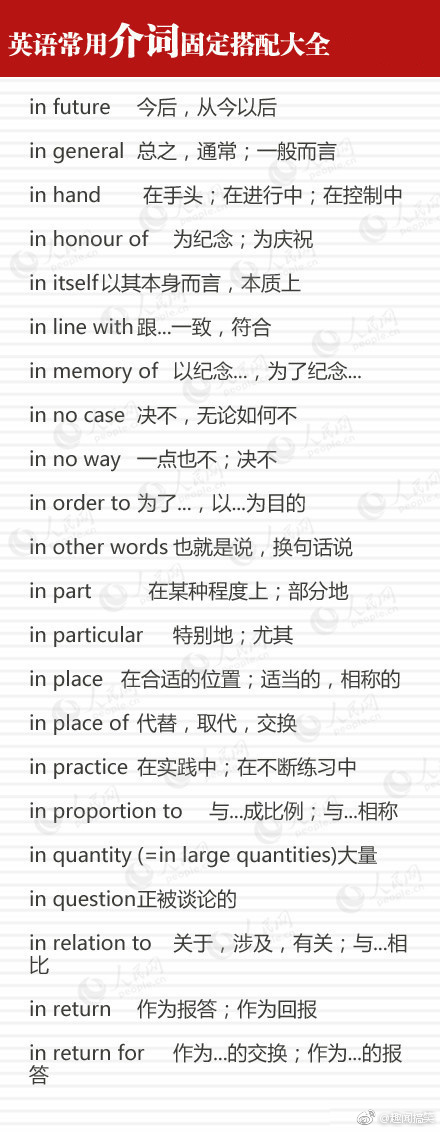 英语常用介词固定搭配大全
in future 今后，从今以后
in general 总之，通常；一般而言
in hand 在手头；在进行中；在控制中
in honour of 为纪念；为庆祝
in itself以其本身而言，本质上
in line with跟...一致，符合
in memory of 以纪念...，为了纪念...
in no case 决不，无论如何不
in no way 一点也不；决不
in order to 为了...，以...为目的
in other words 也就是说，换句话说
in part 在某种程度上；部分地
in particular 特别地；尤其
in place 在合适的位置；适当的，相称的
in place of 代替，取代，交换
in practice 在实践中；在不断练习中
in proportion to 与...成比例；与...相称
in quantity (=in large quantities)大量
in question正被谈论的
in relation to 关于，涉及，有关；与...相
比
in return 作为报答；作为回报
in return for 作为...的交换；作为...的报
答
人民网
people.cn